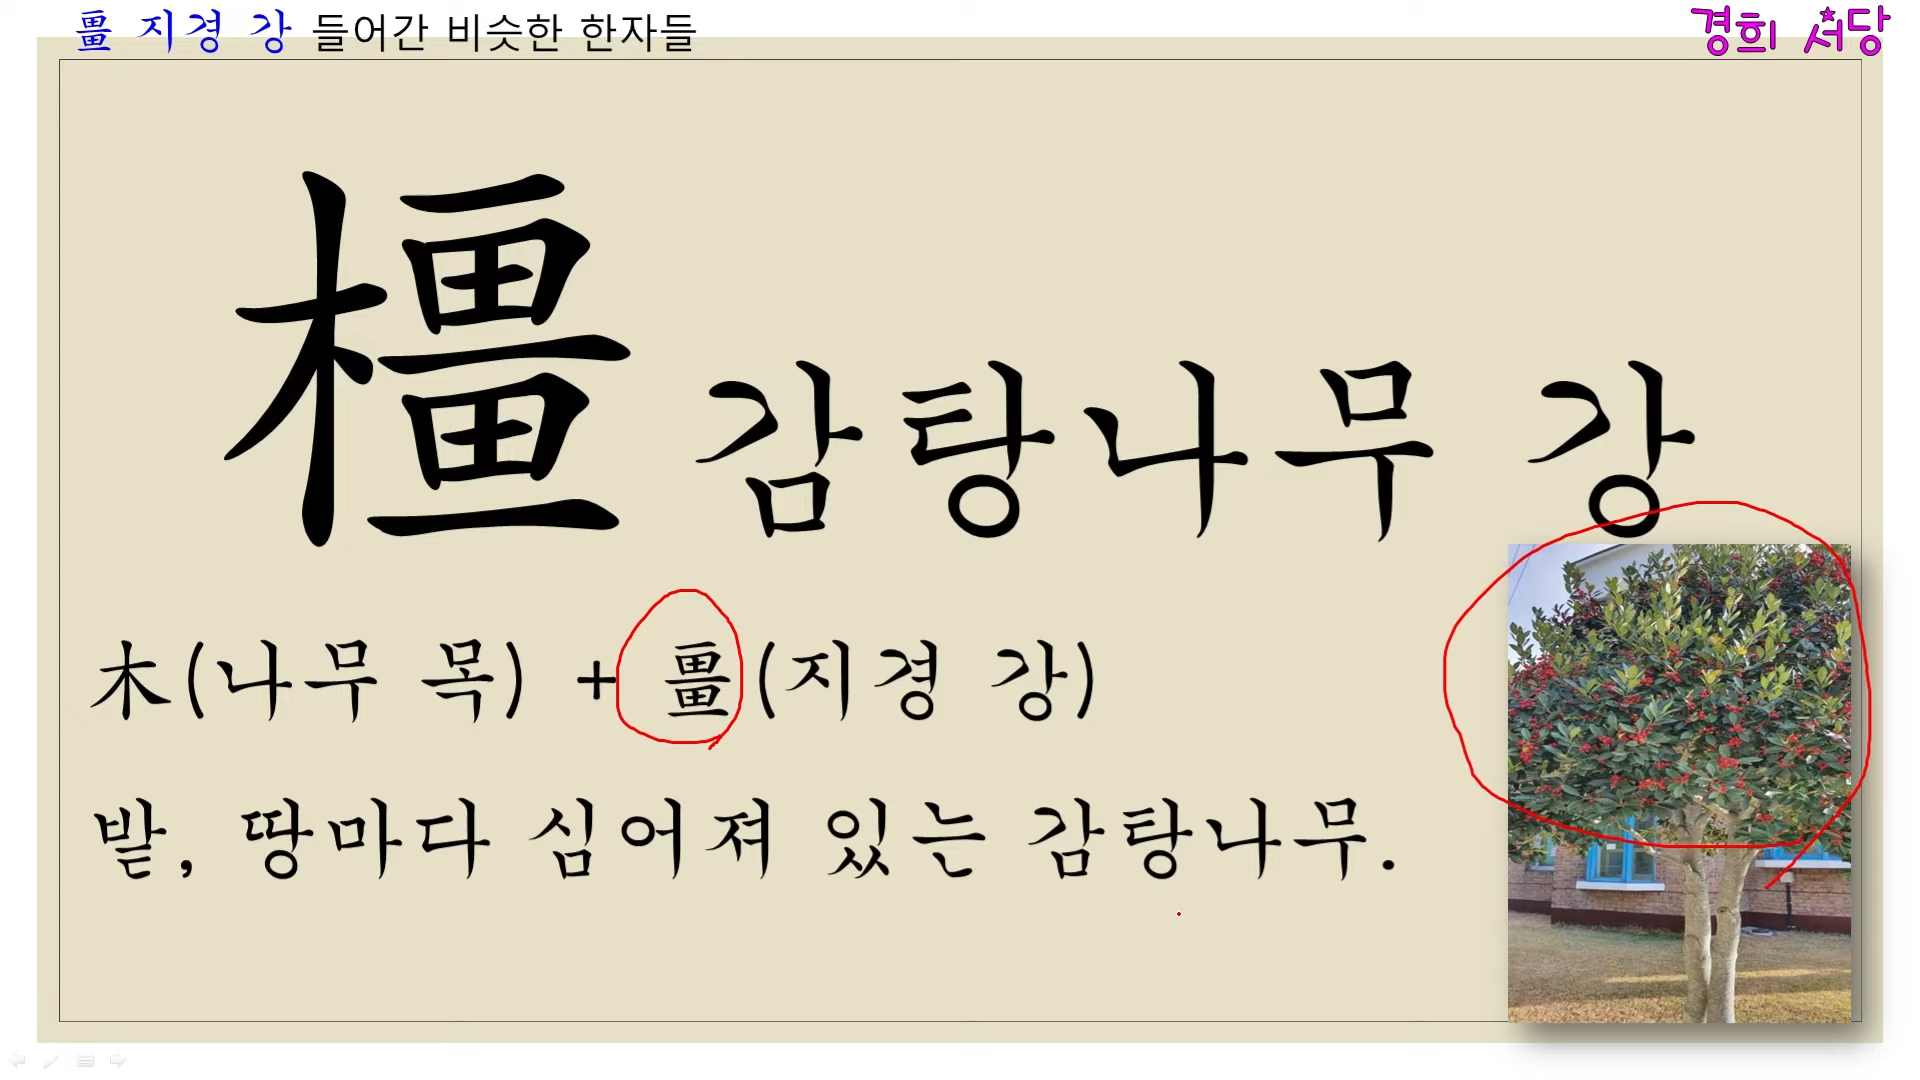 畺 지경 강 들어간 비슷한 한자들
경희 서당
橿 감탕나무 강
木(나무 목) + 畺(지경 강)
밭, 땅마다 심어져 있는 감탕나무.